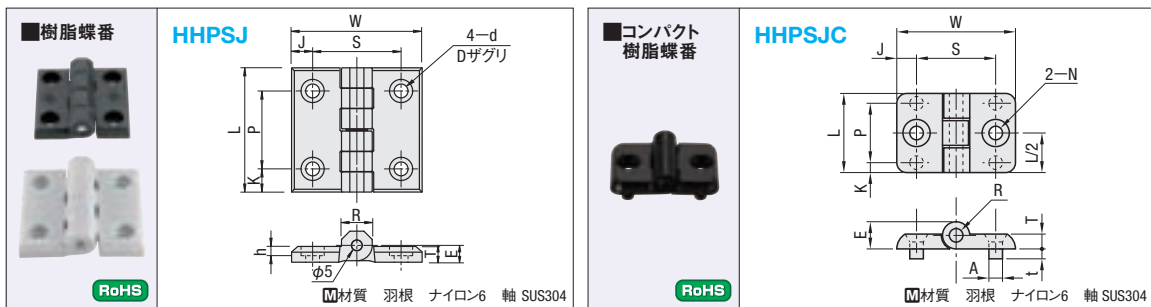 ■樹脂蝶番
RoHS
HHPSJ
W
J
S
4－d
Dザグリ
L
P
K
R
h
φ5
T
E
M材質 羽根 ナイロン6 軸 SUS304
■コンパクト
樹脂蝶番
HHPSJC
W
J
S
2－N
L
P
L/2
K
R
E
T
A
t
M材質 羽根 ナイロン6 軸 SUS304
RoHS